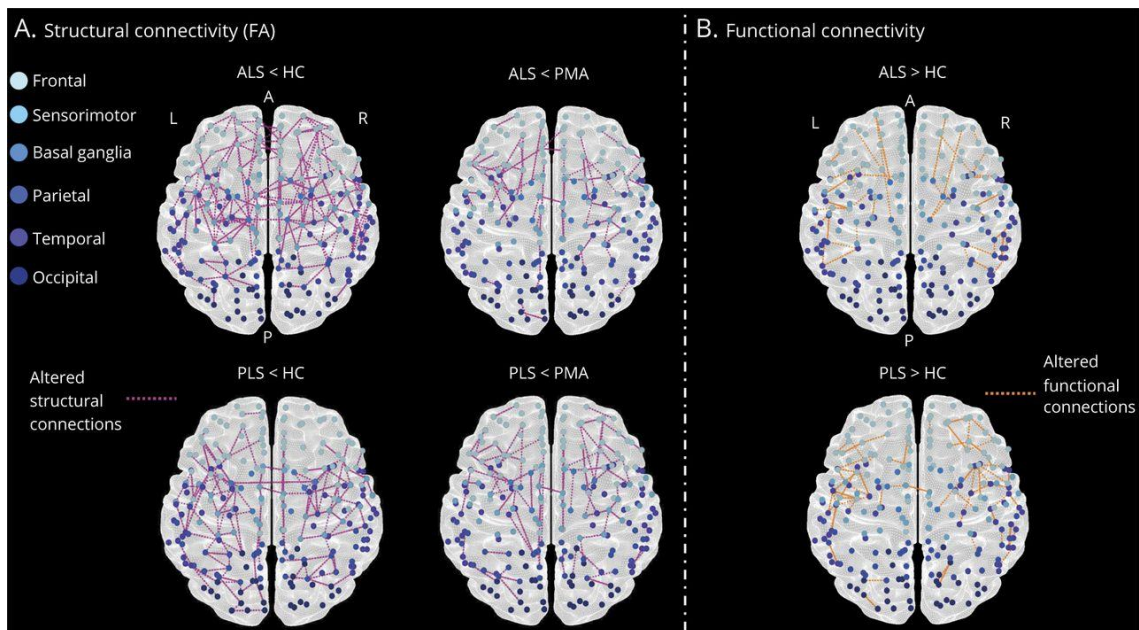 A. Structural connectivity (FA)
B. Functional connectivity
Frontal
Sensorimotor
Basal ganglia
Parietal
Temporal
Occipital
ALS < HC
A
L
R
P
ALS < PMA
ALS > HC
A
L
R
P
Altered
structural
connections
PLS < HC
PLS < PMA
PLS > HC
Altered
functional
connections